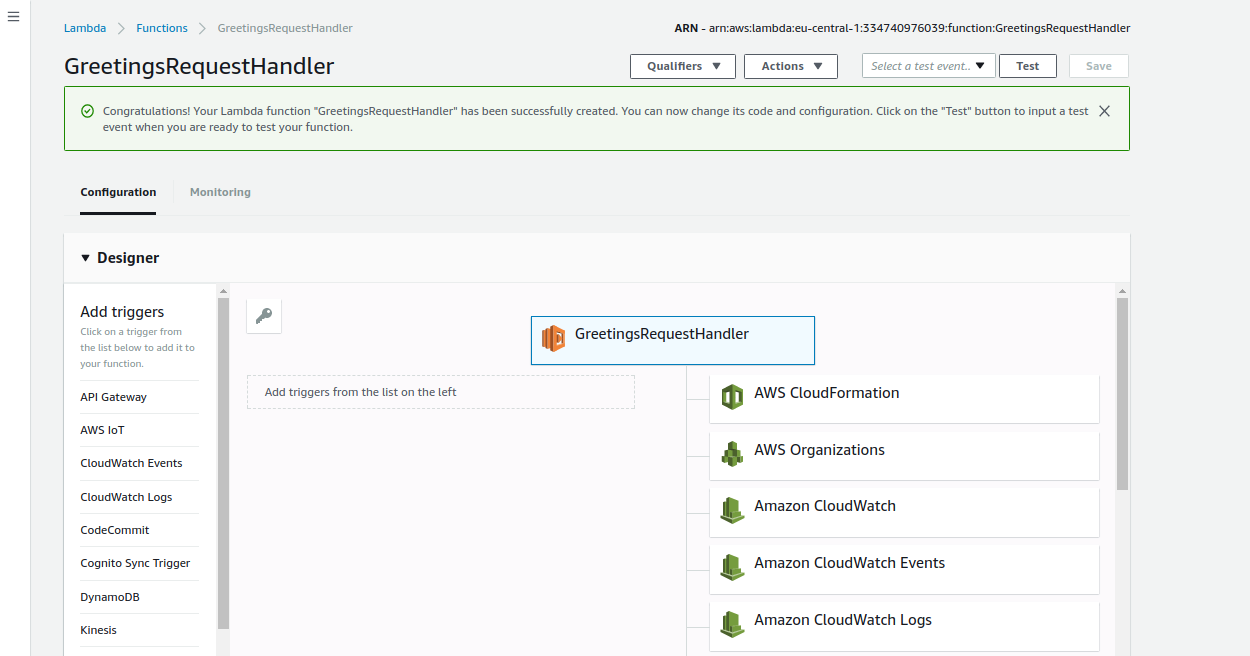 Lambda > Functions > GreetingsRequestHandler
ARN - arn:aws:lambda:eu-central-1:334740976039:function:GreetingsRequestHandler
GreetingsRequestHandler
Qualifiers Actions Select a test event.. Test Save
Congratulations! Your Lambda function "GreetingsRequestHandler" has been successfully created. You can now change its code and configuration. Click on the "Test" button to input a test
event when you are ready to test your function.
Configuration Monitoring
Designer
Add triggers
Click on a trigger from
the list below to add it to
your function.
API Gateway
AWS IoT
CloudWatch Events
CloudWatch Logs
CodeCommit
Cognito Sync Trigger
DynamoDB
Kinesis
GreetingsRequestHandler
Add triggers from the list on the left
AWS CloudFormation
AWS Organizations
Amazon CloudWatch
Amazon CloudWatch Events
Amazon CloudWatch Logs